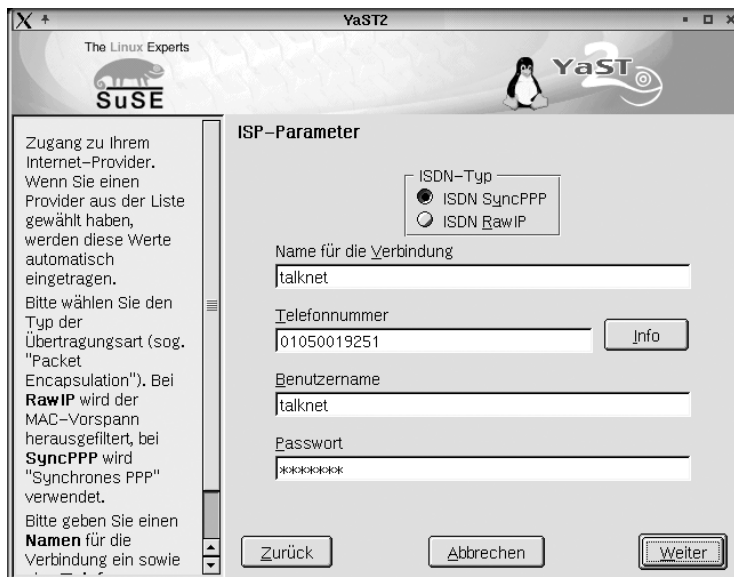 YaST2
The Linux Experts
SuSE
YaST
2
Zugang zu Ihrem
Internet-Provider.
Wenn Sie einen
Provider aus der Liste
gewählt haben,
werden diese Werte
automatisch
eingetragen.
Bitte wählen Sie den
Typ der
Übertragungsart (sog.
"Packet
Encapsulation"). Bei
RawIP wird der
MAC-Vorspann
herausgefiltert, bei
SyncPPP wird
"Synchrones PPP"
verwendet.
Bitte geben Sie einen
Namen für die
Verbindung ein sowie
ISP-Parameter
ISDN-Typ
ISDN SyncPPP
ISDN RawIP
Name für die Verbindung
talknet
Telefonnummer
01050019251
Info
Benutzername
talknet
Passwort
*******
Zurück
Abbrechen
Weiter